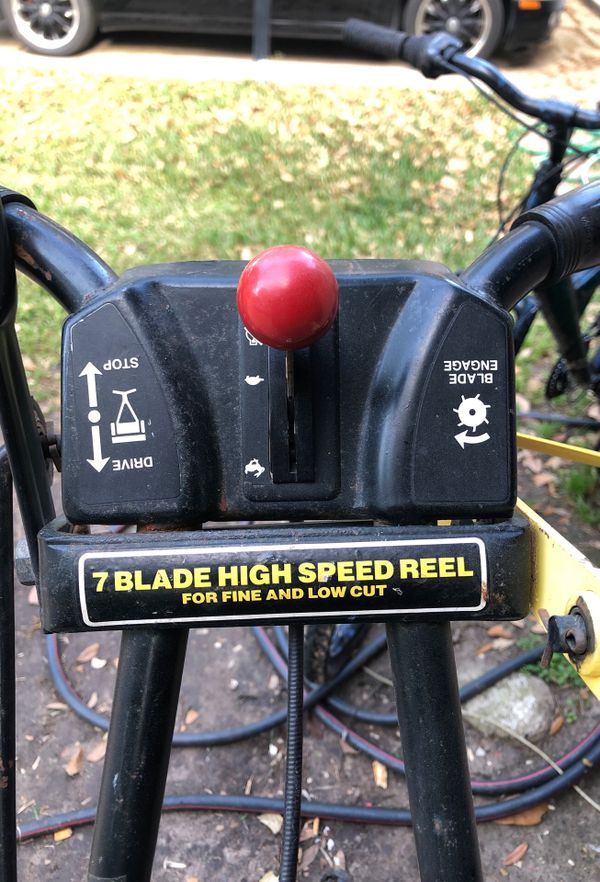 STOP
DRIVE
BLADE
ENGAGE
7 BLADE HIGH SPEED REEL
FOR FINE AND LOW CUT